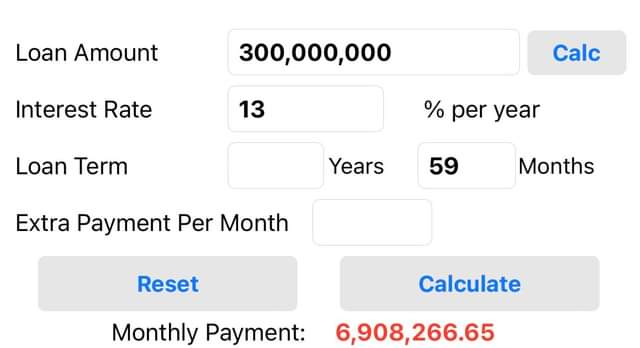 Loan Amount 300,000,000 Calc
Interest Rate 13 % per year
Loan Term Years 59 Months
Extra Payment Per Month
Reset Calculate
Monthly Payment: 6,908,266.65